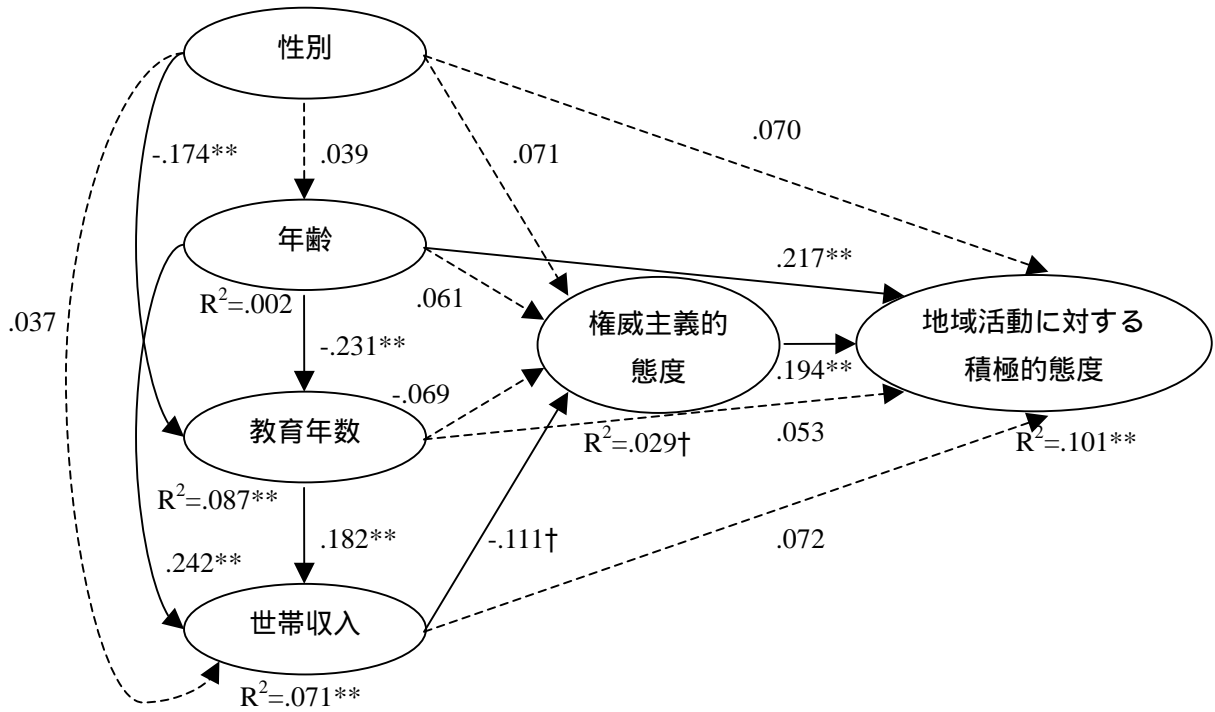 性別
-.174**
.039
.071
.070
年齢
R²=.002
.061
.217**
.037
-.231**
権威主義的
態度
.194**
地域活動に対する
積極的態度
-.069
教育年数
R²=.087**
R²=.029†
.053
R²=.101**
.242**
.182**
-.111†
.072
世帯収入
R²=.071**